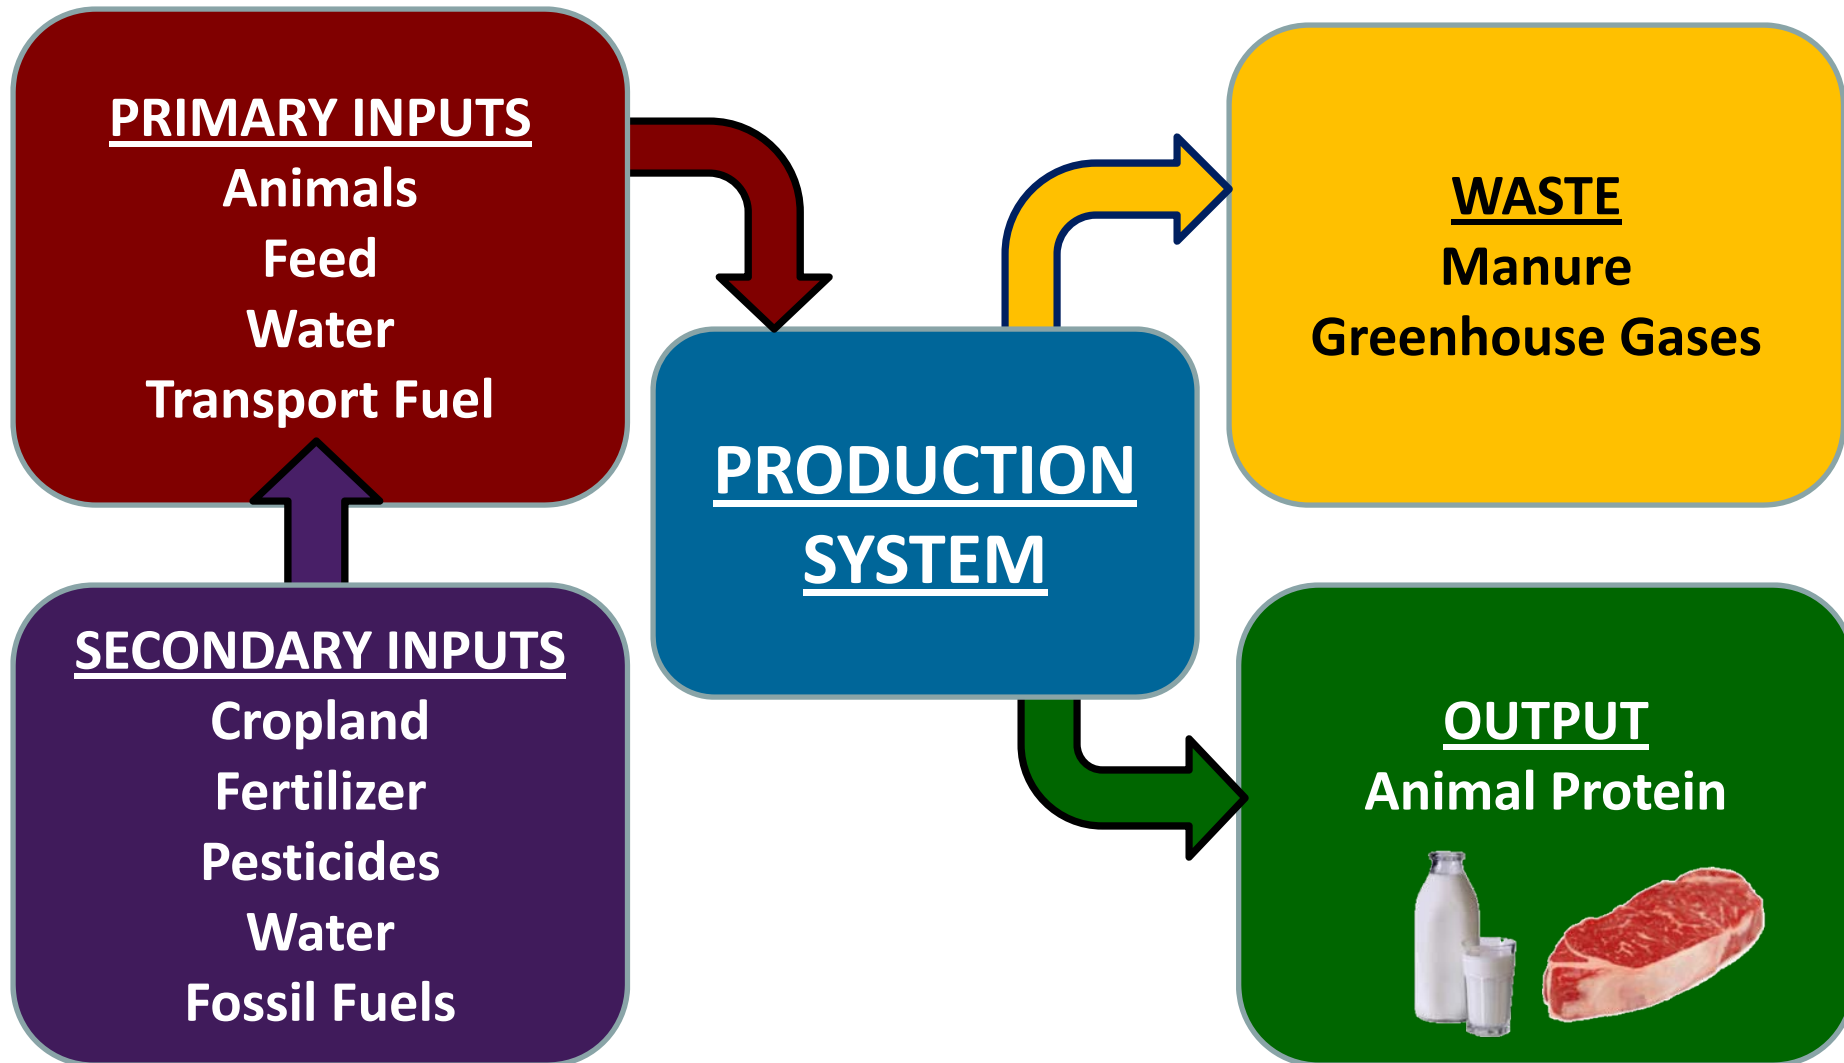 PRIMARY INPUTS
Animals
Feed
Water
Transport Fuel
SECONDARY INPUTS
Cropland
Fertilizer
Pesticides
Water
Fossil Fuels
PRODUCTION
SYSTEM
WASTE
Manure
Greenhouse Gases
OUTPUT
Animal Protein